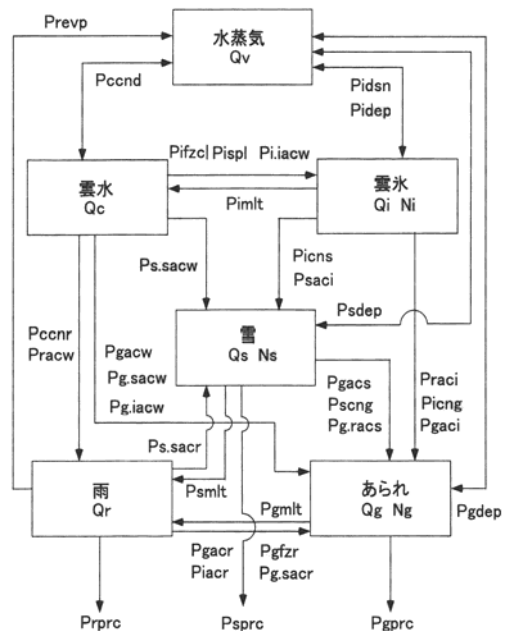 Prevp
水蒸気
Qv
Pccnd
Pidsn
Pidep
Pifzcl Pispl Pi.iacw
雲水
Qc
雲氷
Qi Ni
Pimlt
Ps.sacw
Picns
Psaci
Psdep
雪
Qs Ns
Pccnr
Pracw
Pgacw
Pg.sacw
Pg.iacw
Pgacs
Pscng
Pg.racs
Praci
Picng
Pgaci
Ps.sacr
Psmlt
雨
Qr
あられ
Qg Ng
Pgmlt
Pgdep
Pgacr
Piacr
Pgfzr
Pg.sacr
Prprc
Psprc
Pgprc